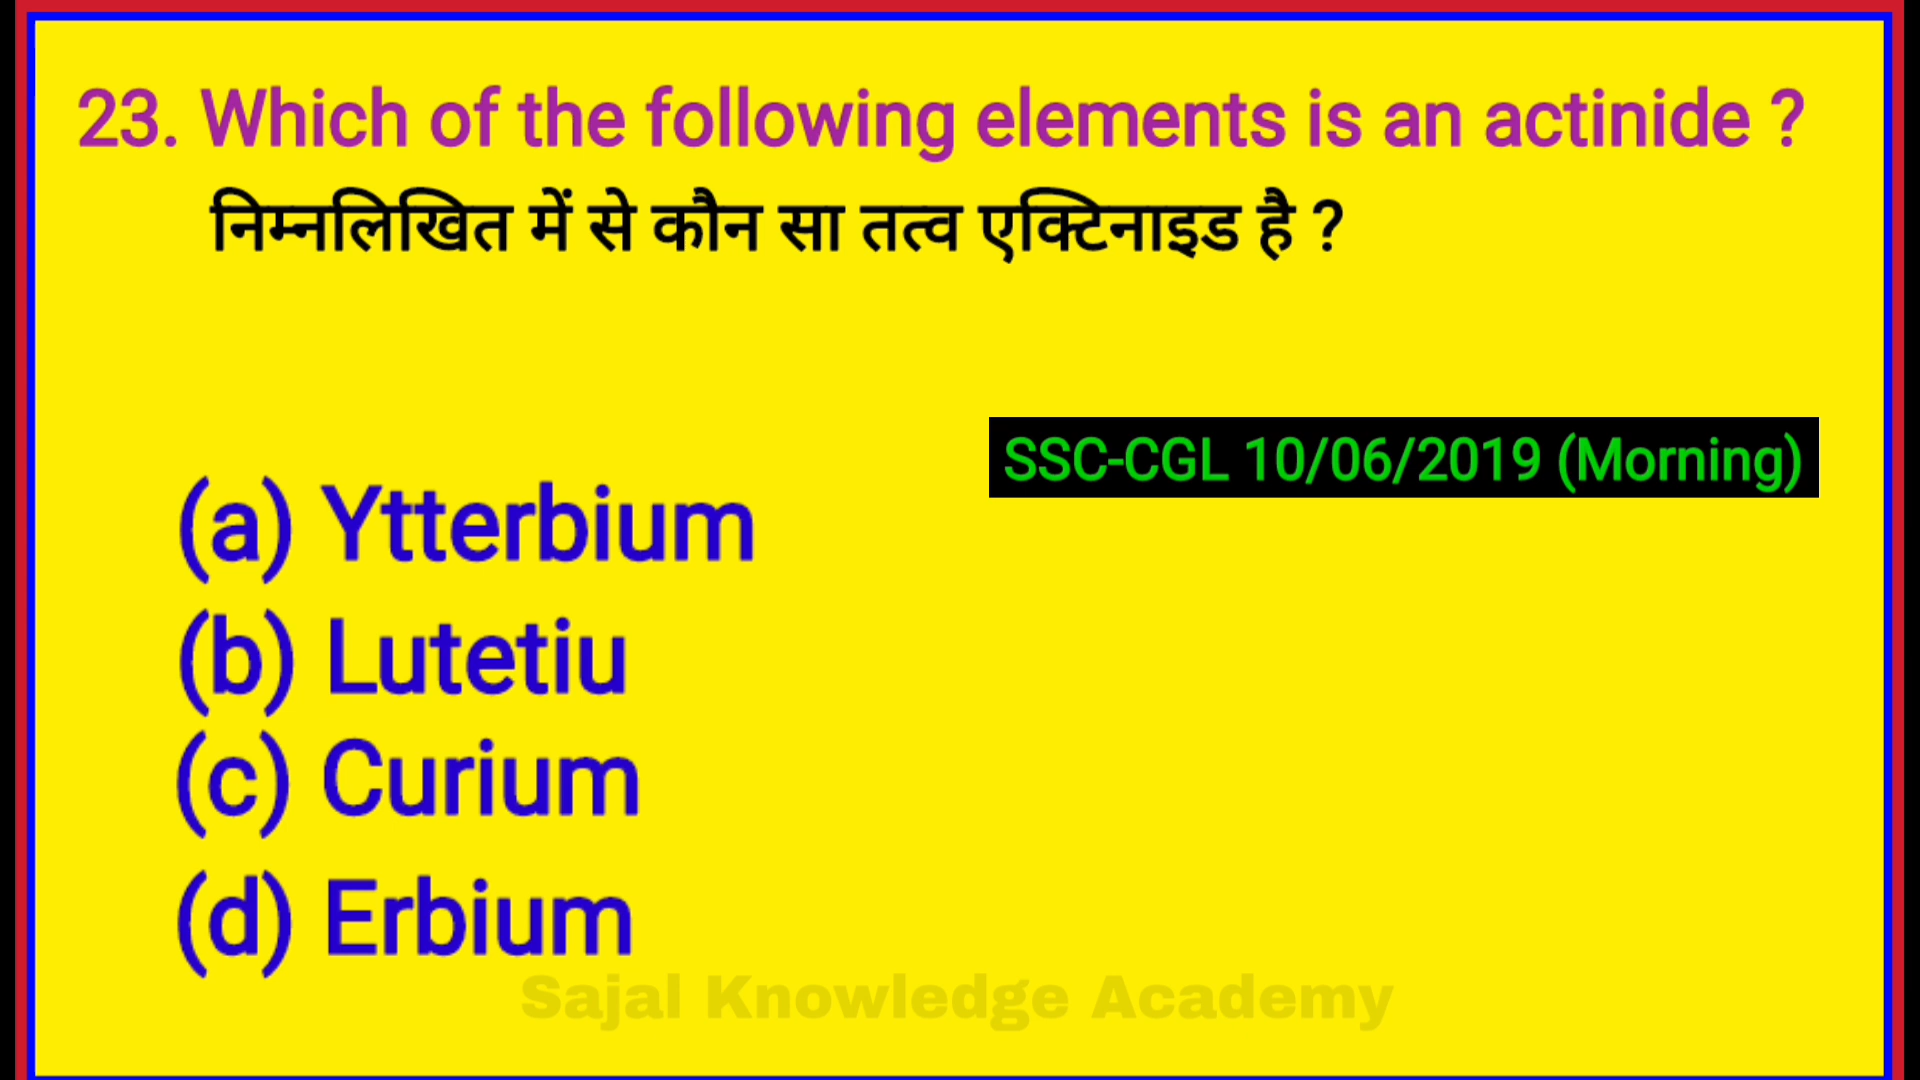 23. Which of the following elements is an actinide ?
निम्नलिखित में से कौन सा तत्व एक्टिनाइड है ?
SSC-CGL 10/06/2019 (Morning)
(a) Ytterbium
(b) Lutetiu
(c) Curium
(d) Erbium
Sajal Knowledge Academy